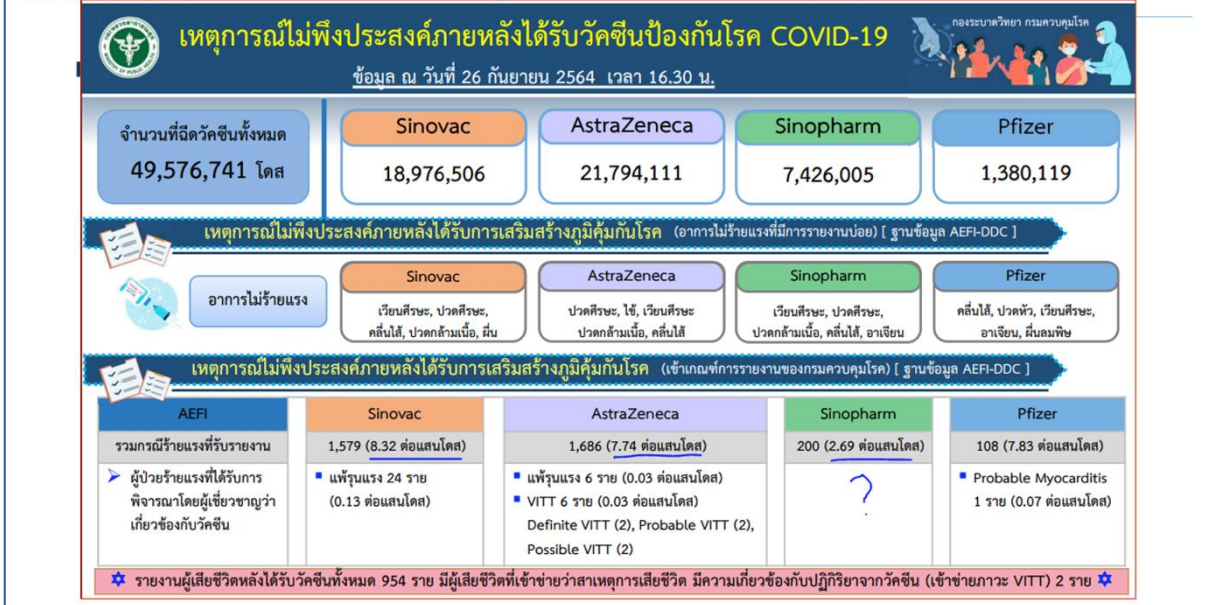 เหตุการณ์ไม่พึงประสงค์ภายหลังได้รับวัคซีนป้องกันโรค COVID-19
กองระบาดวิทยา กรมควบคุมโรค
ข้อมูล ณ วันที่ 26 กันยายน 2564 เวลา 16.30 น.
จำนวนที่ฉีดวัคซีนทั้งหมด
49,576,741 โดส
Sinovac
18,976,506
AstraZeneca
21,794,111
Sinopharm
7,426,005
Pfizer
1,380,119
เหตุการณ์ไม่พึงประสงค์ภายหลังได้รับการเสริมสร้างภูมิคุ้มกันโรค (อาการไม่ร้ายแรงที่มีการรายงานบ่อย) [ ฐานข้อมูล AEFI-DDC ]
อาการไม่ร้ายแรง
Sinovac
เวียนศีรษะ, ปวดศีรษะ,
คลื่นไส้, ปวดกล้ามเนื้อ, ผื่น
AstraZeneca
ปวดศีรษะ, ไข้, เวียนศีรษะ
ปวดกล้ามเนื้อ, คลื่นไส้
Sinopharm
เวียนศีรษะ, ปวดศีรษะ,
ปวดกล้ามเนื้อ, คลื่นไส้, อาเจียน
Pfizer
คลื่นไส้, ปวดหัว, เวียนศีรษะ,
อาเจียน, ผื่นลมพิษ
เหตุการณ์ไม่พึงประสงค์ภายหลังได้รับการเสริมสร้างภูมิคุ้มกันโรค (เข้าเกณฑ์การรายงานของกรมควบคุมโรค) [ ฐานข้อมูล AEFI-DDC ]
AEFI
Sinovac
AstraZeneca
Sinopharm
Pfizer
รวมกรณีร้ายแรงที่รับรายงาน
1,579 (8.32 ต่อแสนโดส)
1,686 (7.74 ต่อแสนโดส)
200 (2.69 ต่อแสนโดส)
108 (7.83 ต่อแสนโดส)
ผู้ป่วยร้ายแรงที่ได้รับการ
พิจารณาโดยผู้เชี่ยวชาญว่า
เกี่ยวข้องกับวัคซีน
แพ้รุนแรง 24 ราย
(0.13 ต่อแสนโดส)
แพ้รุนแรง 6 ราย (0.03 ต่อแสนโดส)
VITT 6 ราย (0.03 ต่อแสนโดส)
Definite VITT (2), Probable VITT (2),
Possible VITT (2)
?
Probable Myocarditis
1 ราย (0.07 ต่อแสนโดส)
รายงานผู้เสียชีวิตหลังได้รับวัคซีนทั้งหมด 954 ราย มีผู้เสียชีวิตที่เข้าข่ายว่าสาเหตุการเสียชีวิต มีความเกี่ยวข้องกับปฏิกิริยาจากวัคซีน (เข้าข่ายภาวะ VITT) 2 ราย